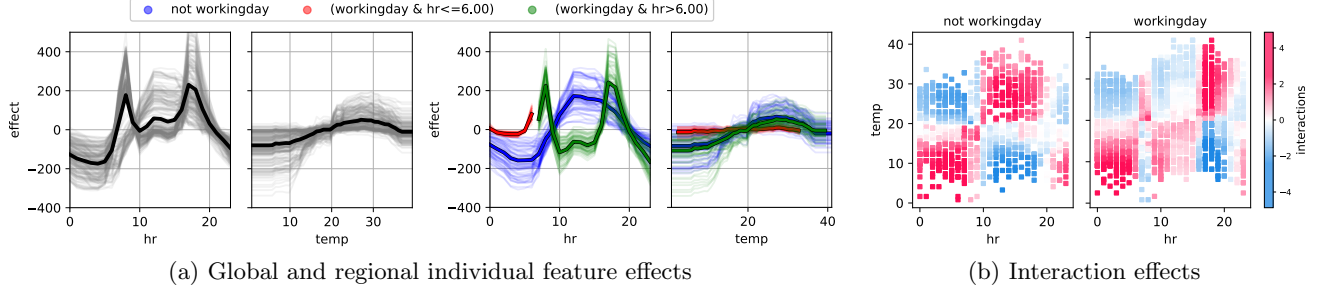 not workingday (workingday & hr<=6.00) (workingday & hr>6.00)
not workingday workingday
400
200
0
−200
−400
effect
0 10 20
hr
10 20 30
temp
400
200
0
−200
−400
effect
0 10 20
hr
20 40
temp
40
30
20
10
0
temp
0 10 20
hr
0 10 20
hr
4
2
0
−2
−4
interactions
(a) Global and regional individual feature effects
(b) Interaction effects